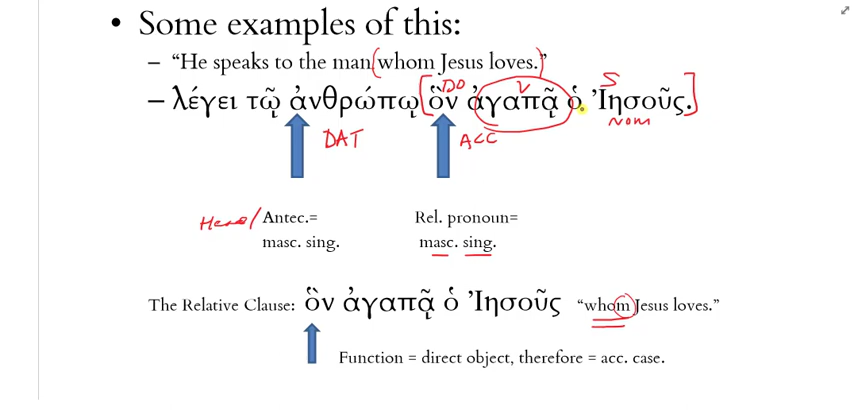 • Some examples of this:
– “He speaks to the man (whom Jesus loves.)”
DO V S
– λέγει τῷ ἀνθρώπῳ [ὃν ἀγαπᾷ ὁ Ἰησοῦς.]
DAT ACC NOM
Head/ Antec.= Rel. pronoun=
masc. sing. masc. sing.
The Relative Clause: ὃν ἀγαπᾷ ὁ Ἰησοῦς “whom Jesus loves.”
Function = direct object, therefore = acc. case.